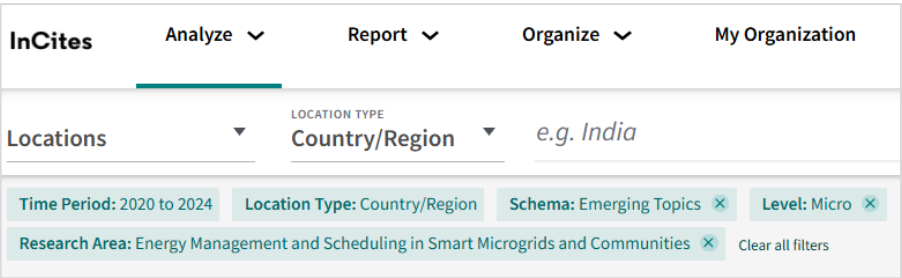 InCites Analyze Report Organize My Organization
LOCATION TYPE
Locations Country/Region e.g. India
Time Period: 2020 to 2024 Location Type: Country/Region Schema: Emerging Topics × Level: Micro ×
Research Area: Energy Management and Scheduling in Smart Microgrids and Communities × Clear all filters